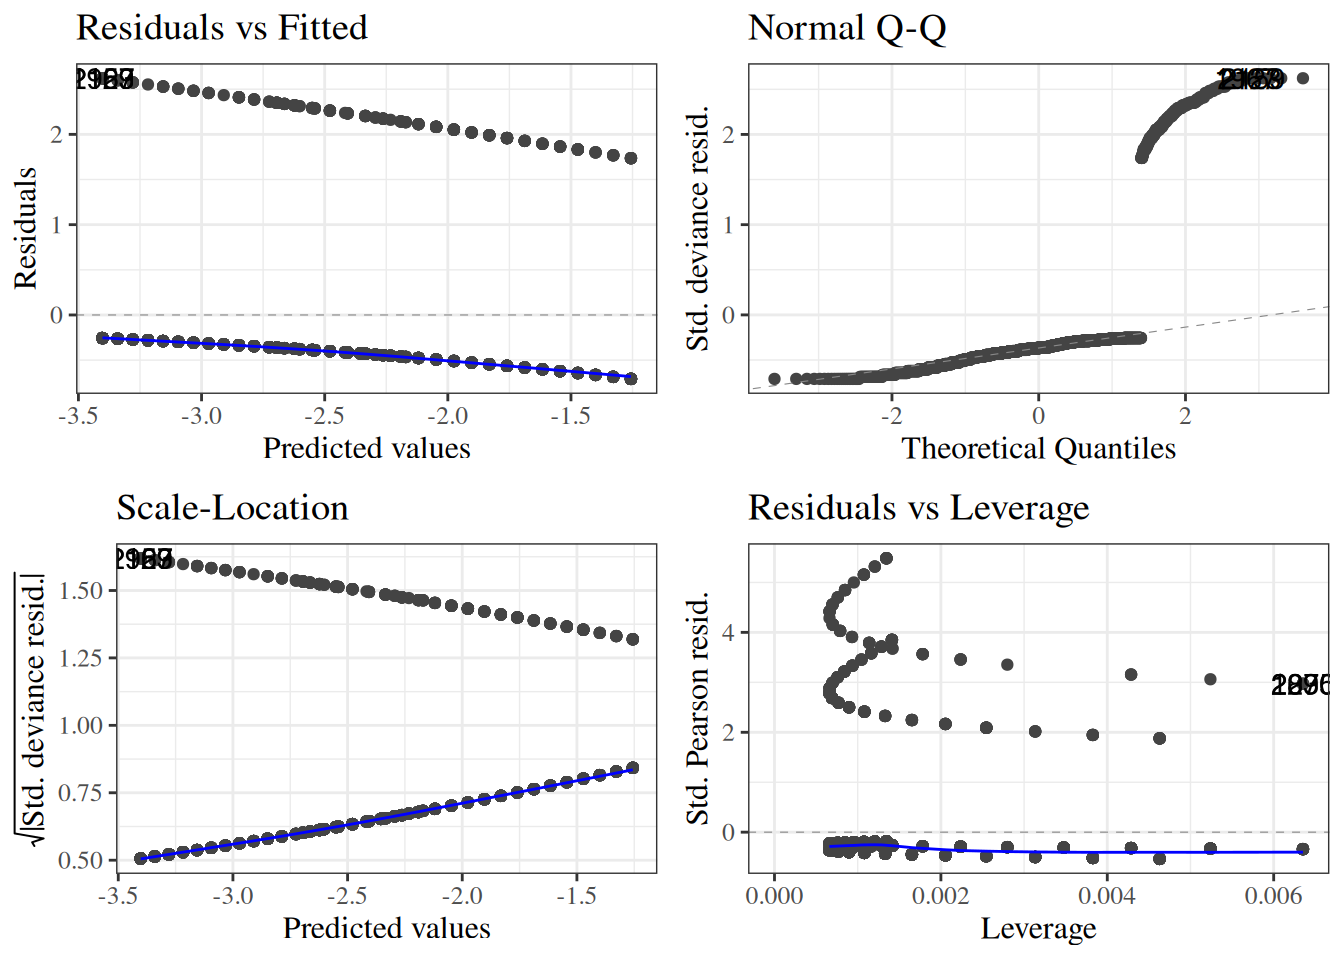 Residuals vs Fitted
Residuals
2
1
0
-3.5 -3.0 -2.5 -2.0 -1.5
Predicted values
Normal Q-Q
Std. deviance resid.
2
1
0
-2 0 2
Theoretical Quantiles
Scale-Location
√|Std. deviance resid.|
1.50
1.25
1.00
0.75
0.50
-3.5 -3.0 -2.5 -2.0 -1.5
Predicted values
Residuals vs Leverage
Std. Pearson resid.
4
2
0
0.000 0.002 0.004 0.006
Leverage